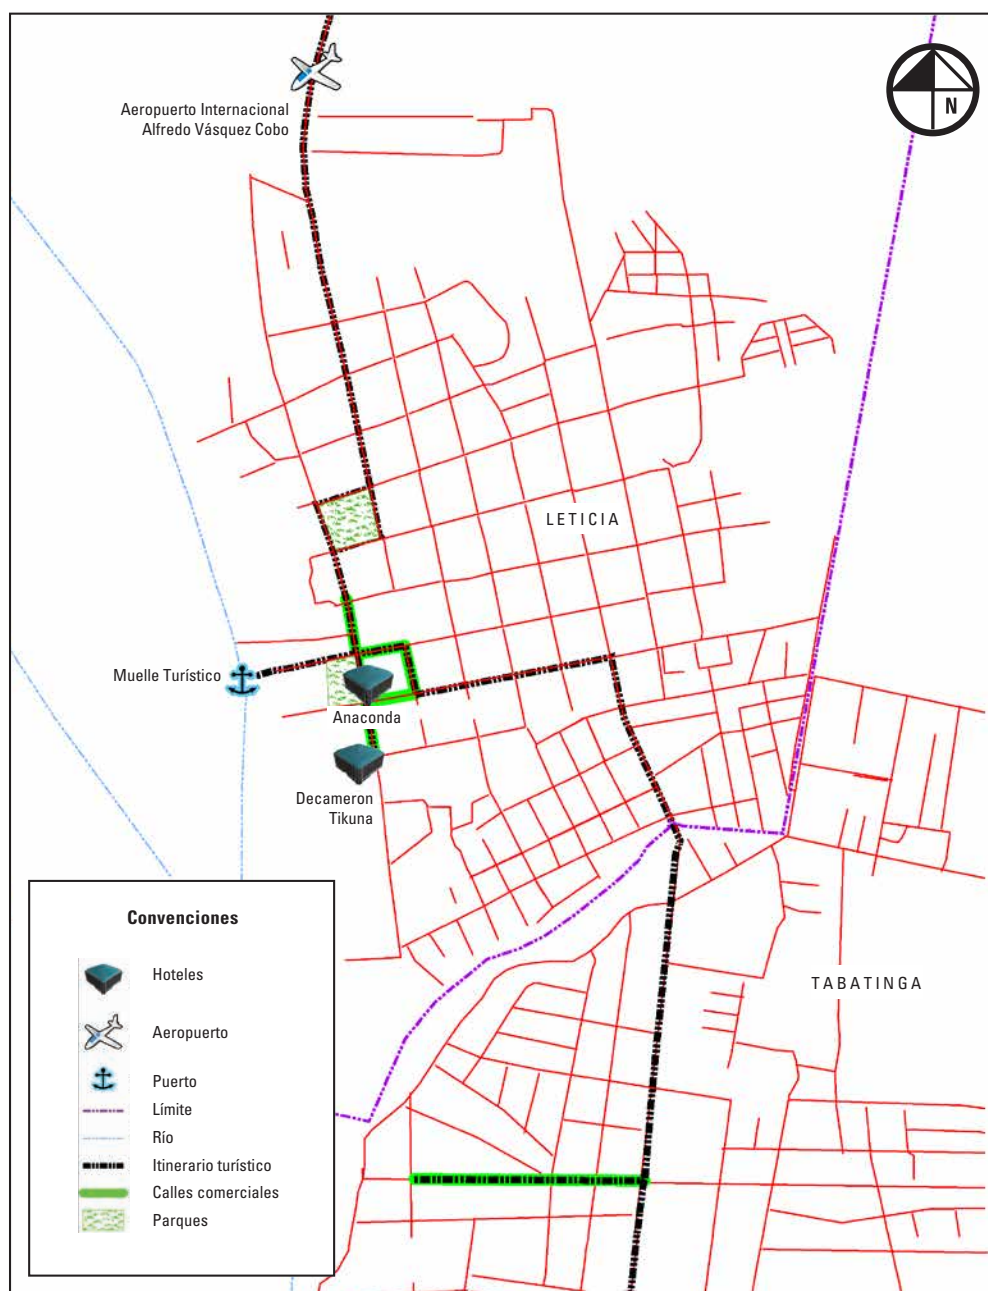 Aeropuerto Internacional
Alfredo Vásquez Cobo
N
LETICIA
Muelle Turístico
Anaconda
Decameron
Tikuna
TABATINGA
Convenciones
Hoteles
Aeropuerto
Puerto
Límite
Río
Itinerario turístico
Calles comerciales
Parques